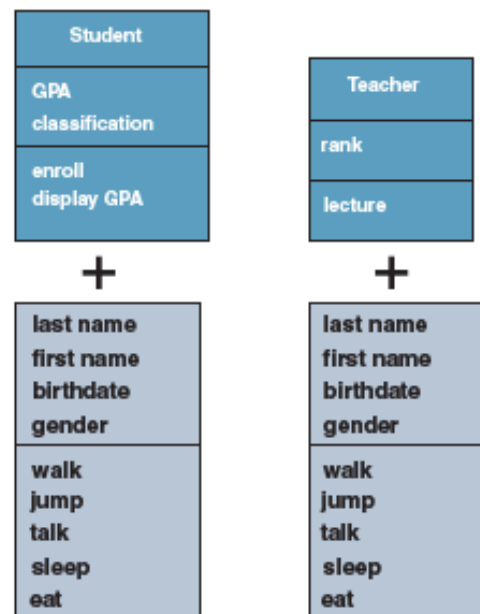 Student
GPA
classification
enroll
display GPA
+
last name
first name
birthdate
gender
walk
jump
talk
sleep
eat
Teacher
rank
lecture
+
last name
first name
birthdate
gender
walk
jump
talk
sleep
eat